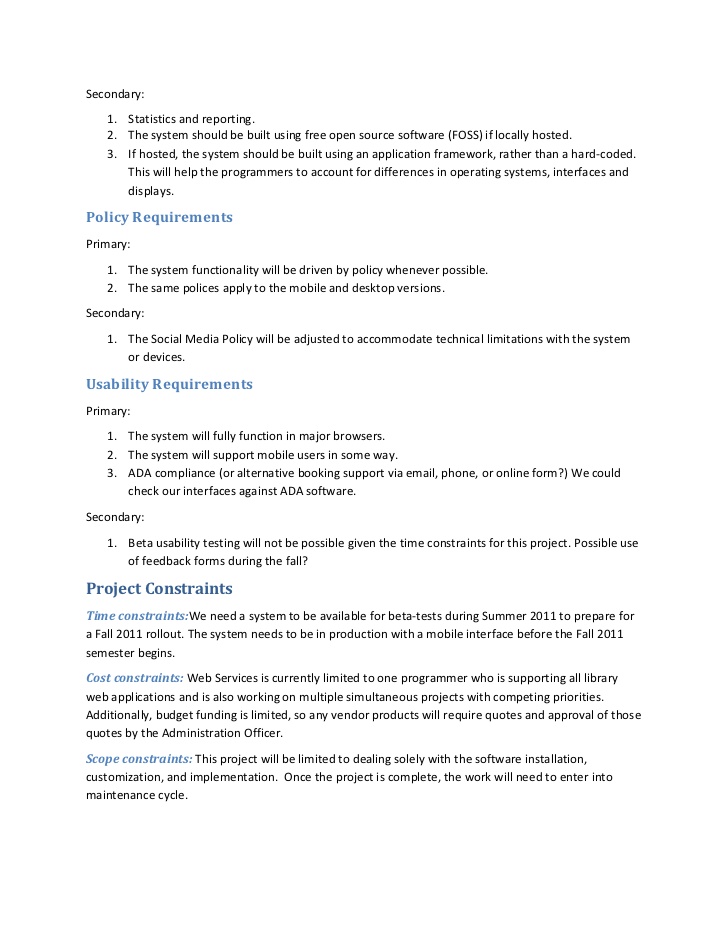 Secondary:
1. Statistics and reporting.
2. The system should be built using free open source software (FOSS) if locally hosted.
3. If hosted, the system should be built using an application framework, rather than a hard-coded.
This will help the programmers to account for differences in operating systems, interfaces and
displays.
Policy Requirements
Primary:
1. The system functionality will be driven by policy whenever possible.
2. The same polices apply to the mobile and desktop versions.
Secondary:
1. The Social Media Policy will be adjusted to accommodate technical limitations with the system
or devices.
Usability Requirements
Primary:
1. The system will fully function in major browsers.
2. The system will support mobile users in some way.
3. ADA compliance (or alternative booking support via email, phone, or online form?) We could
check our interfaces against ADA software.
Secondary:
1. Beta usability testing will not be possible given the time constraints for this project. Possible use
of feedback forms during the fall?
Project Constraints
Time constraints:We need a system to be available for beta-tests during Summer 2011 to prepare for
a Fall 2011 rollout. The system needs to be in production with a mobile interface before the Fall 2011
semester begins.
Cost constraints: Web Services is currently limited to one programmer who is supporting all library
web applications and is also working on multiple simultaneous projects with competing priorities.
Additionally, budget funding is limited, so any vendor products will require quotes and approval of those
quotes by the Administration Officer.
Scope constraints: This project will be limited to dealing solely with the software installation,
customization, and implementation. Once the project is complete, the work will need to enter into
maintenance cycle.